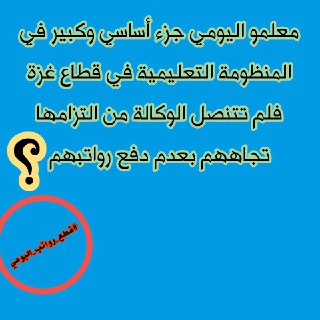 معلمو اليومي جزء أساسي وكبير في
المنظومة التعليمية في قطاع غزة
فلم تتنصل الوكالة من التزامها
تجاههم بعدم دفع رواتبهم
؟
#قطع_رواتب_اليومي